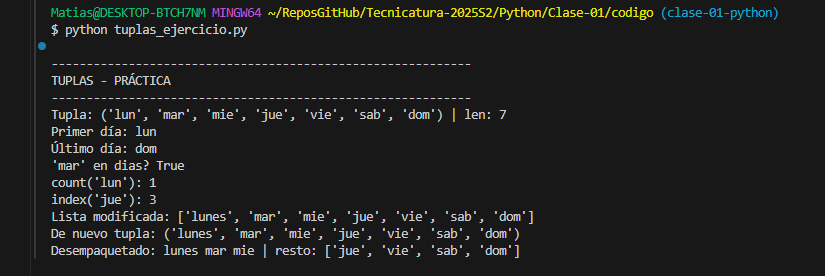 Matias@DESKTOP-BTCH7NM MINGW64 ~/ReposGitHub/Tecnicatura-2025S2/Python/Clase-01/codigo (clase-01-python)
$ python tuplas_ejercicio.py
------------------------------------------------------------
TUPLAS - PRÁCTICA
------------------------------------------------------------
Tupla: ('lun', 'mar', 'mie', 'jue', 'vie', 'sab', 'dom') | len: 7
Primer día: lun
Último día: dom
'mar' en dias? True
count('lun'): 1
index('jue'): 3
Lista modificada: ['lunes', 'mar', 'mie', 'jue', 'vie', 'sab', 'dom']
De nuevo tupla: ('lunes', 'mar', 'mie', 'jue', 'vie', 'sab', 'dom')
Desempaquetado: lunes mar mie | resto: ['jue', 'vie', 'sab', 'dom']